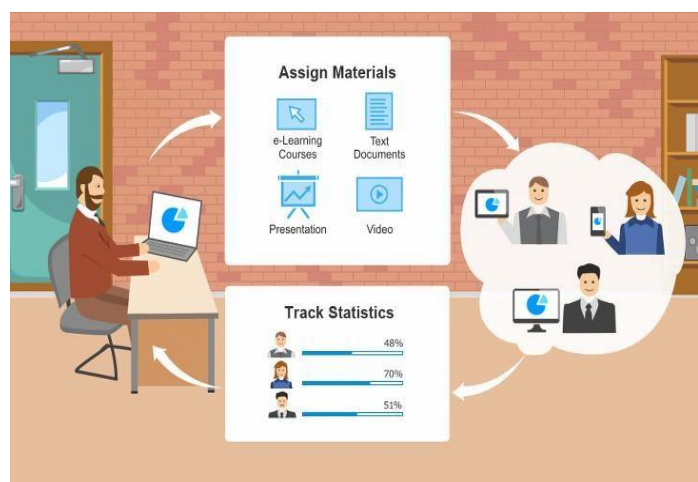 Assign Materials
e-Learning
Courses
Text
Documents
Presentation
Video
Track Statistics
48%
70%
51%